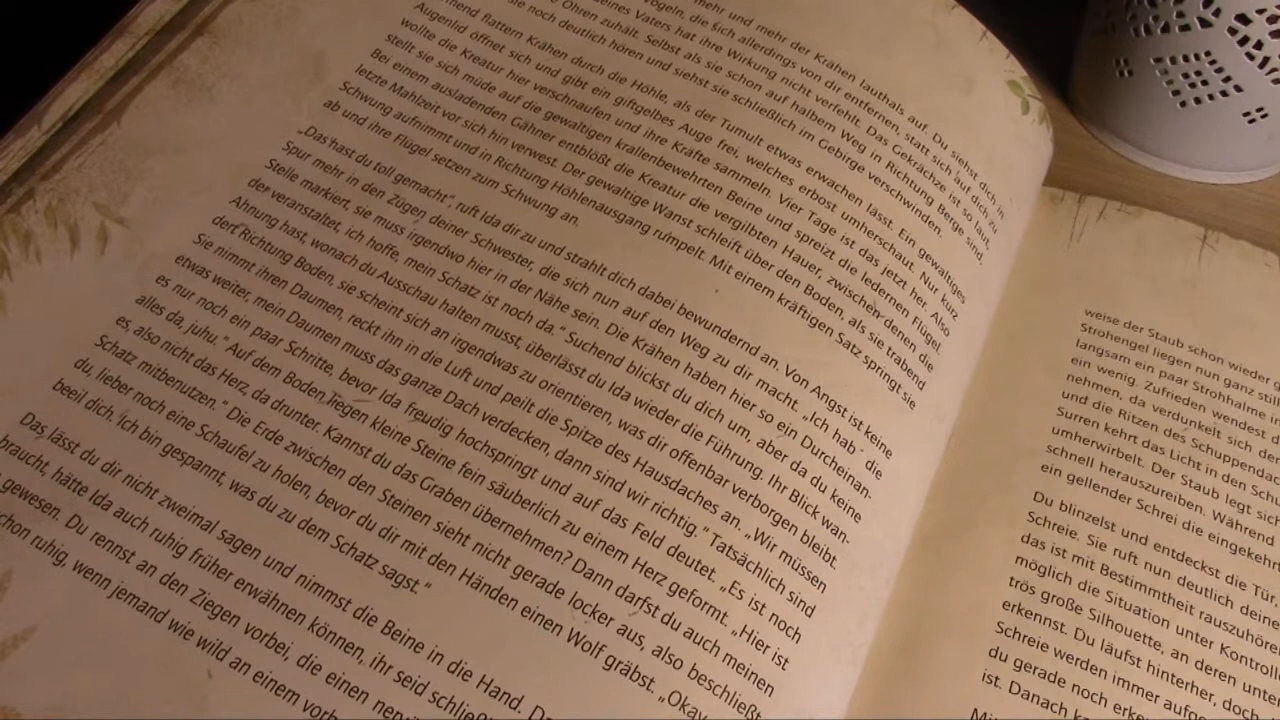 mehr und mehr der Krähen lauthals auf. Du siehst dich in
Vögeln, die sich allerdings von dir entfernen, statt sich auf dich zu
seines Vaters hat ihre Wirkung nicht verfehlt. Das Gekrächze ist so laut,
Ohren zuhält. Selbst als sie schon auf halbem Weg in Richtung Berge sind,
sie noch deutlich hören und siehst sie schließlich im Gebirge verschwinden.
flattern Krähen durch die Höhle, als der Tumult etwas erwachen lässt. Ein gewaltiges
Augenlid öffnet sich und gibt ein giftgelbes Auge frei, welches erbost umherschaut. Nur kurz
wollte die Kreatur hier verschnaufen und ihre Kräfte sammeln. Vier Tage ist das jetzt her. Also
stellt sie sich müde auf die gewaltigen krallenbewehrten Beine und spreizt die ledernen Flügel.
Bei einem ausladenden Gähner entblößt die Kreatur die vergilbten Hauer, zwischen denen die
letzte Mahlzeit vor sich hin verwest. Der gewaltige Wanst schleift über den Boden, als sie trabend
Schwung aufnimmt und in Richtung Höhlenausgang rumpelt. Mit einem kräftigen Satz springt sie
ab und ihre Flügel setzen zum Schwung an.
„Das hast du toll gemacht“, ruft Ida dir zu und strahlt dich dabei bewundernd an. Von Angst ist keine
Spur mehr in den Zügen deiner Schwester, die sich nun auf den Weg zu dir macht. „Ich hab' die
Stelle markiert, sie muss irgendwo hier in der Nähe sein. Die Krähen haben hier so ein Durcheinan-
der veranstaltet, ich hoffe, mein Schatz ist noch da.“ Suchend blickst du dich um, aber da du keine
Ahnung hast, wonach du Ausschau halten musst, überlässt du Ida wieder die Führung. Ihr Blick wan-
dert Richtung Boden, sie scheint sich an irgendetwas zu orientieren, was dir offenbar verborgen bleibt.
Sie nimmt ihren Daumen, reckt ihn in die Luft und peilt die Spitze des Hausdaches an. „Wir müssen
etwas weiter, mein Daumen muss das ganze Dach verdecken, dann sind wir richtig.“ Tatsächlich sind
es nur noch ein paar Schritte, bevor Ida freudig hochspringt und auf das Feld deutet. „Es ist noch
alles da, juhu.“ Auf dem Boden liegen kleine Steine fein säuberlich zu einem Herz geformt. „Hier ist
es, also nicht das Herz, da drunter. Kannst du das Graben übernehmen? Dann darfst du auch meinen
Schatz mitbenutzen.“ Die Erde zwischen den Steinen sieht nicht gerade locker aus, also beschließt
du, lieber noch eine Schaufel zu holen, bevor du dir mit den Händen einen Wolf gräbst. „Okay
beeil dich. Ich bin gespannt, was du zu dem Schatz sagst.“
Das lässt du dir nicht zweimal sagen und nimmst die Beine in die Hand.
braucht, hätte Ida auch ruhig früher erwähnen können, ihr seid
gewesen. Du rennst an den Ziegen vorbei, die einen
schon ruhig, wenn jemand wie wild an einem
weise der Staub schon wieder
Strohengel liegen nun ganz still
langsam ein paar Strohhalme
ein wenig. Zufrieden wendest
nehmen, da verdunkelt sich der
und die Ritzen des Schuppendac
Surren kehrt das Licht in den
umherwirbelt. Der Staub legt sich
schnell herauszureiben. Während
ein gellender Schrei die eingekehrt
Du blinzelst und entdeckst die Tür,
Schreie. Sie ruft nun deutlich deine
das ist mit Bestimmtheit rauszuhören
möglich die Situation unter Kontroll
trös große Silhouette, an deren unter
erkennst. Du läufst hinterher, doch
Schreie werden immer
du gerade noch
ist. Danach